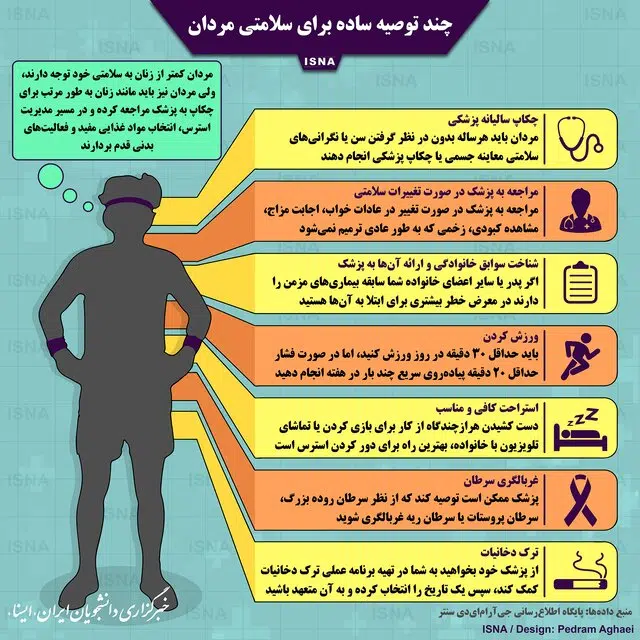 چند توصیه ساده برای سلامتی مردان
ISNA
مردان کمتر از زنان به سلامتی خود توجه دارند،
ولی مردان نیز باید مانند زنان به طور مرتب برای
چکاپ به پزشک مراجعه کرده و در مسیر مدیریت
استرس، انتخاب مواد غذایی مفید و فعالیت‌های
بدنی قدم بردارند
چکاپ سالیانه پزشکی
مردان باید هرساله بدون در نظر گرفتن سن یا نگرانی‌های
سلامتی معاینه جسمی یا چکاپ پزشکی انجام دهند
مراجعه به پزشک در صورت تغییرات سلامتی
مراجعه به پزشک در صورت تغییر در عادات خواب، اجابت مزاج،
مشاهده کبودی، زخمی که به طور عادی ترمیم نمی‌شود
شناخت سوابق خانوادگی و ارائه آن‌ها به پزشک
اگر پدر یا سایر اعضای خانواده شما سابقه بیماری‌های مزمن را
دارند در معرض خطر بیشتری برای ابتلا به آن‌ها هستید
ورزش کردن
باید حداقل ۳۰ دقیقه در روز ورزش کنید، اما در صورت فشار
حداقل ۲۰ دقیقه پیاده‌روی سریع چند بار در هفته انجام دهید
استراحت کافی و مناسب
دست کشیدن هرازچندگاه از کار برای بازی کردن یا تماشای
تلویزیون با خانواده، بهترین راه برای دور کردن استرس است
غربالگری سرطان
پزشک ممکن است توصیه کند که از نظر سرطان روده بزرگ،
سرطان پروستات یا سرطان ریه غربالگری شوید
ترک دخانیات
از پزشک خود بخواهید به شما در تهیه برنامه عملی ترک دخانیات
کمک کند، سپس یک تاریخ را انتخاب کرده و به آن متعهد باشید
خبرگزاری دانشجویان ایران، ایسنا،
منبع داده‌ها: پایگاه اطلاع‌رسانی جی‌آرام‌ای‌دی سنتر
ISNA / Design: Pedram Aghaei